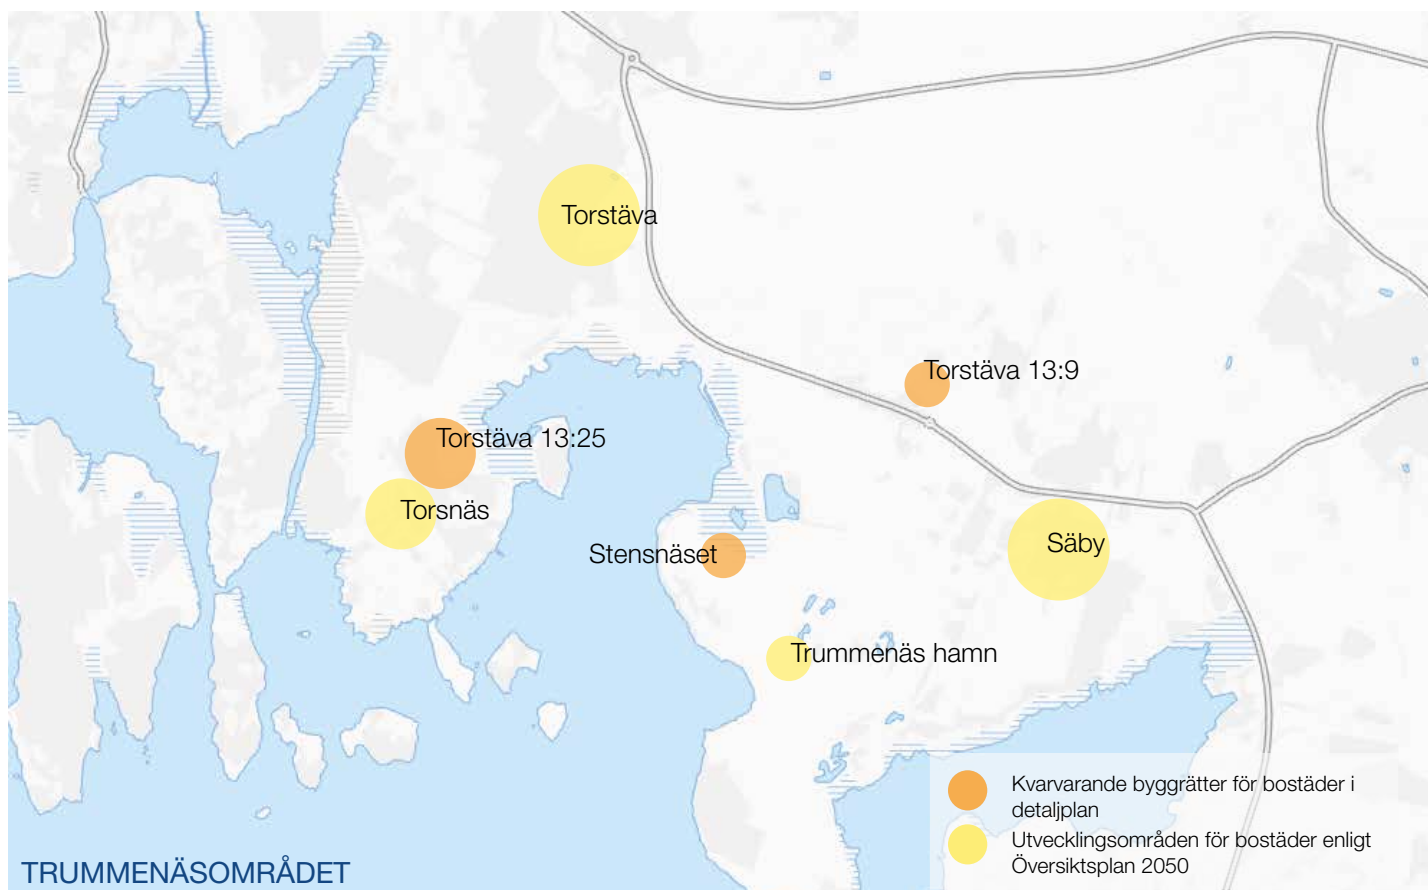 Torstäva
Torstäva 13:9
Torstäva 13:25
Torsnäs
Stensnäset
Säby
Trummenäs hamn
Kvarvarande byggrätter för bostäder i
detaljplan
Utvecklingsområden för bostäder enligt
Översiktsplan 2050
TRUMMENÄSOMRÅDET